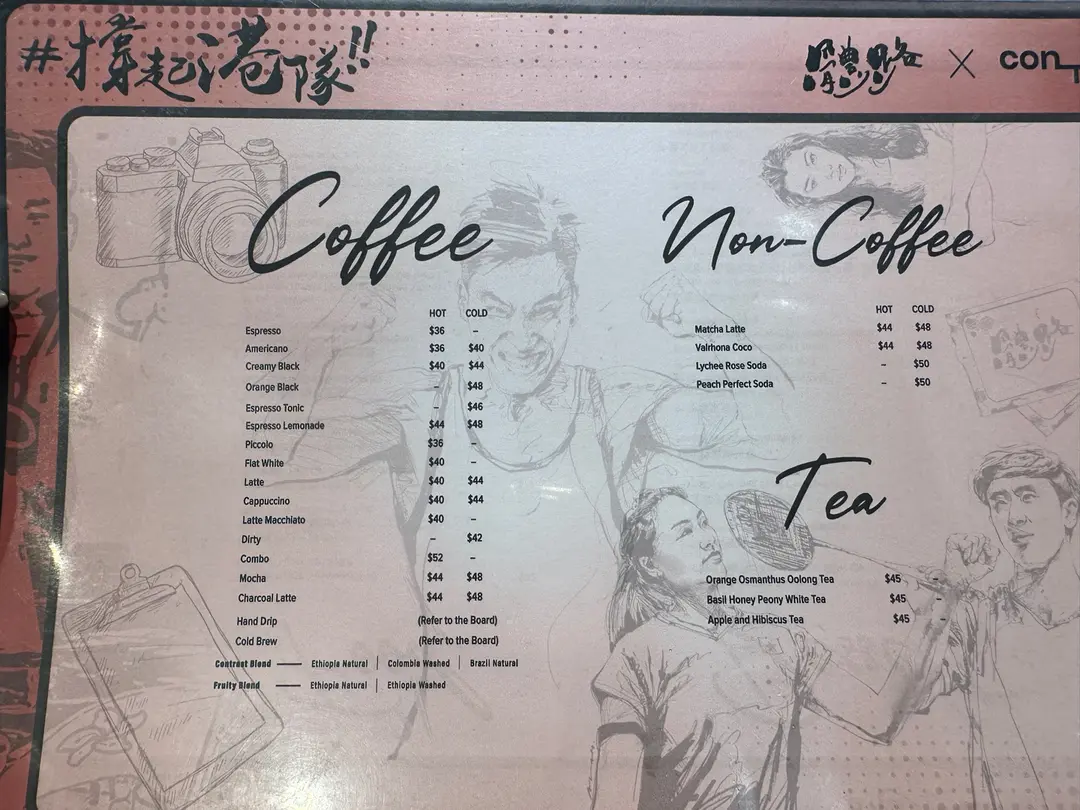 #撐起港隊!!
體嘢略 × con
Coffee
HOT COLD
Espresso $36 –
Americano $36 $40
Creamy Black $40 $44
Orange Black – $48
Espresso Tonic – $46
Espresso Lemonade $44 $48
Piccolo $36 –
Flat White $40 –
Latte $40 $44
Cappuccino $40 $44
Latte Macchiato $40 –
Dirty – $42
Combo $52 –
Mocha $44 $48
Charcoal Latte $44 $48
Hand Drip (Refer to the Board)
Cold Brew (Refer to the Board)
Contrast Blend —— Ethiopia Natural | Colombia Washed | Brazil Natural
Fruity Blend —— Ethiopia Natural | Ethiopia Washed
Non-Coffee
HOT COLD
Matcha Latte $44 $48
Valrhona Coco $44 $48
Lychee Rose Soda – $50
Peach Perfect Soda – $50
Tea
Orange Osmanthus Oolong Tea $45 –
Basil Honey Peony White Tea $45 –
Apple and Hibiscus Tea $45 –